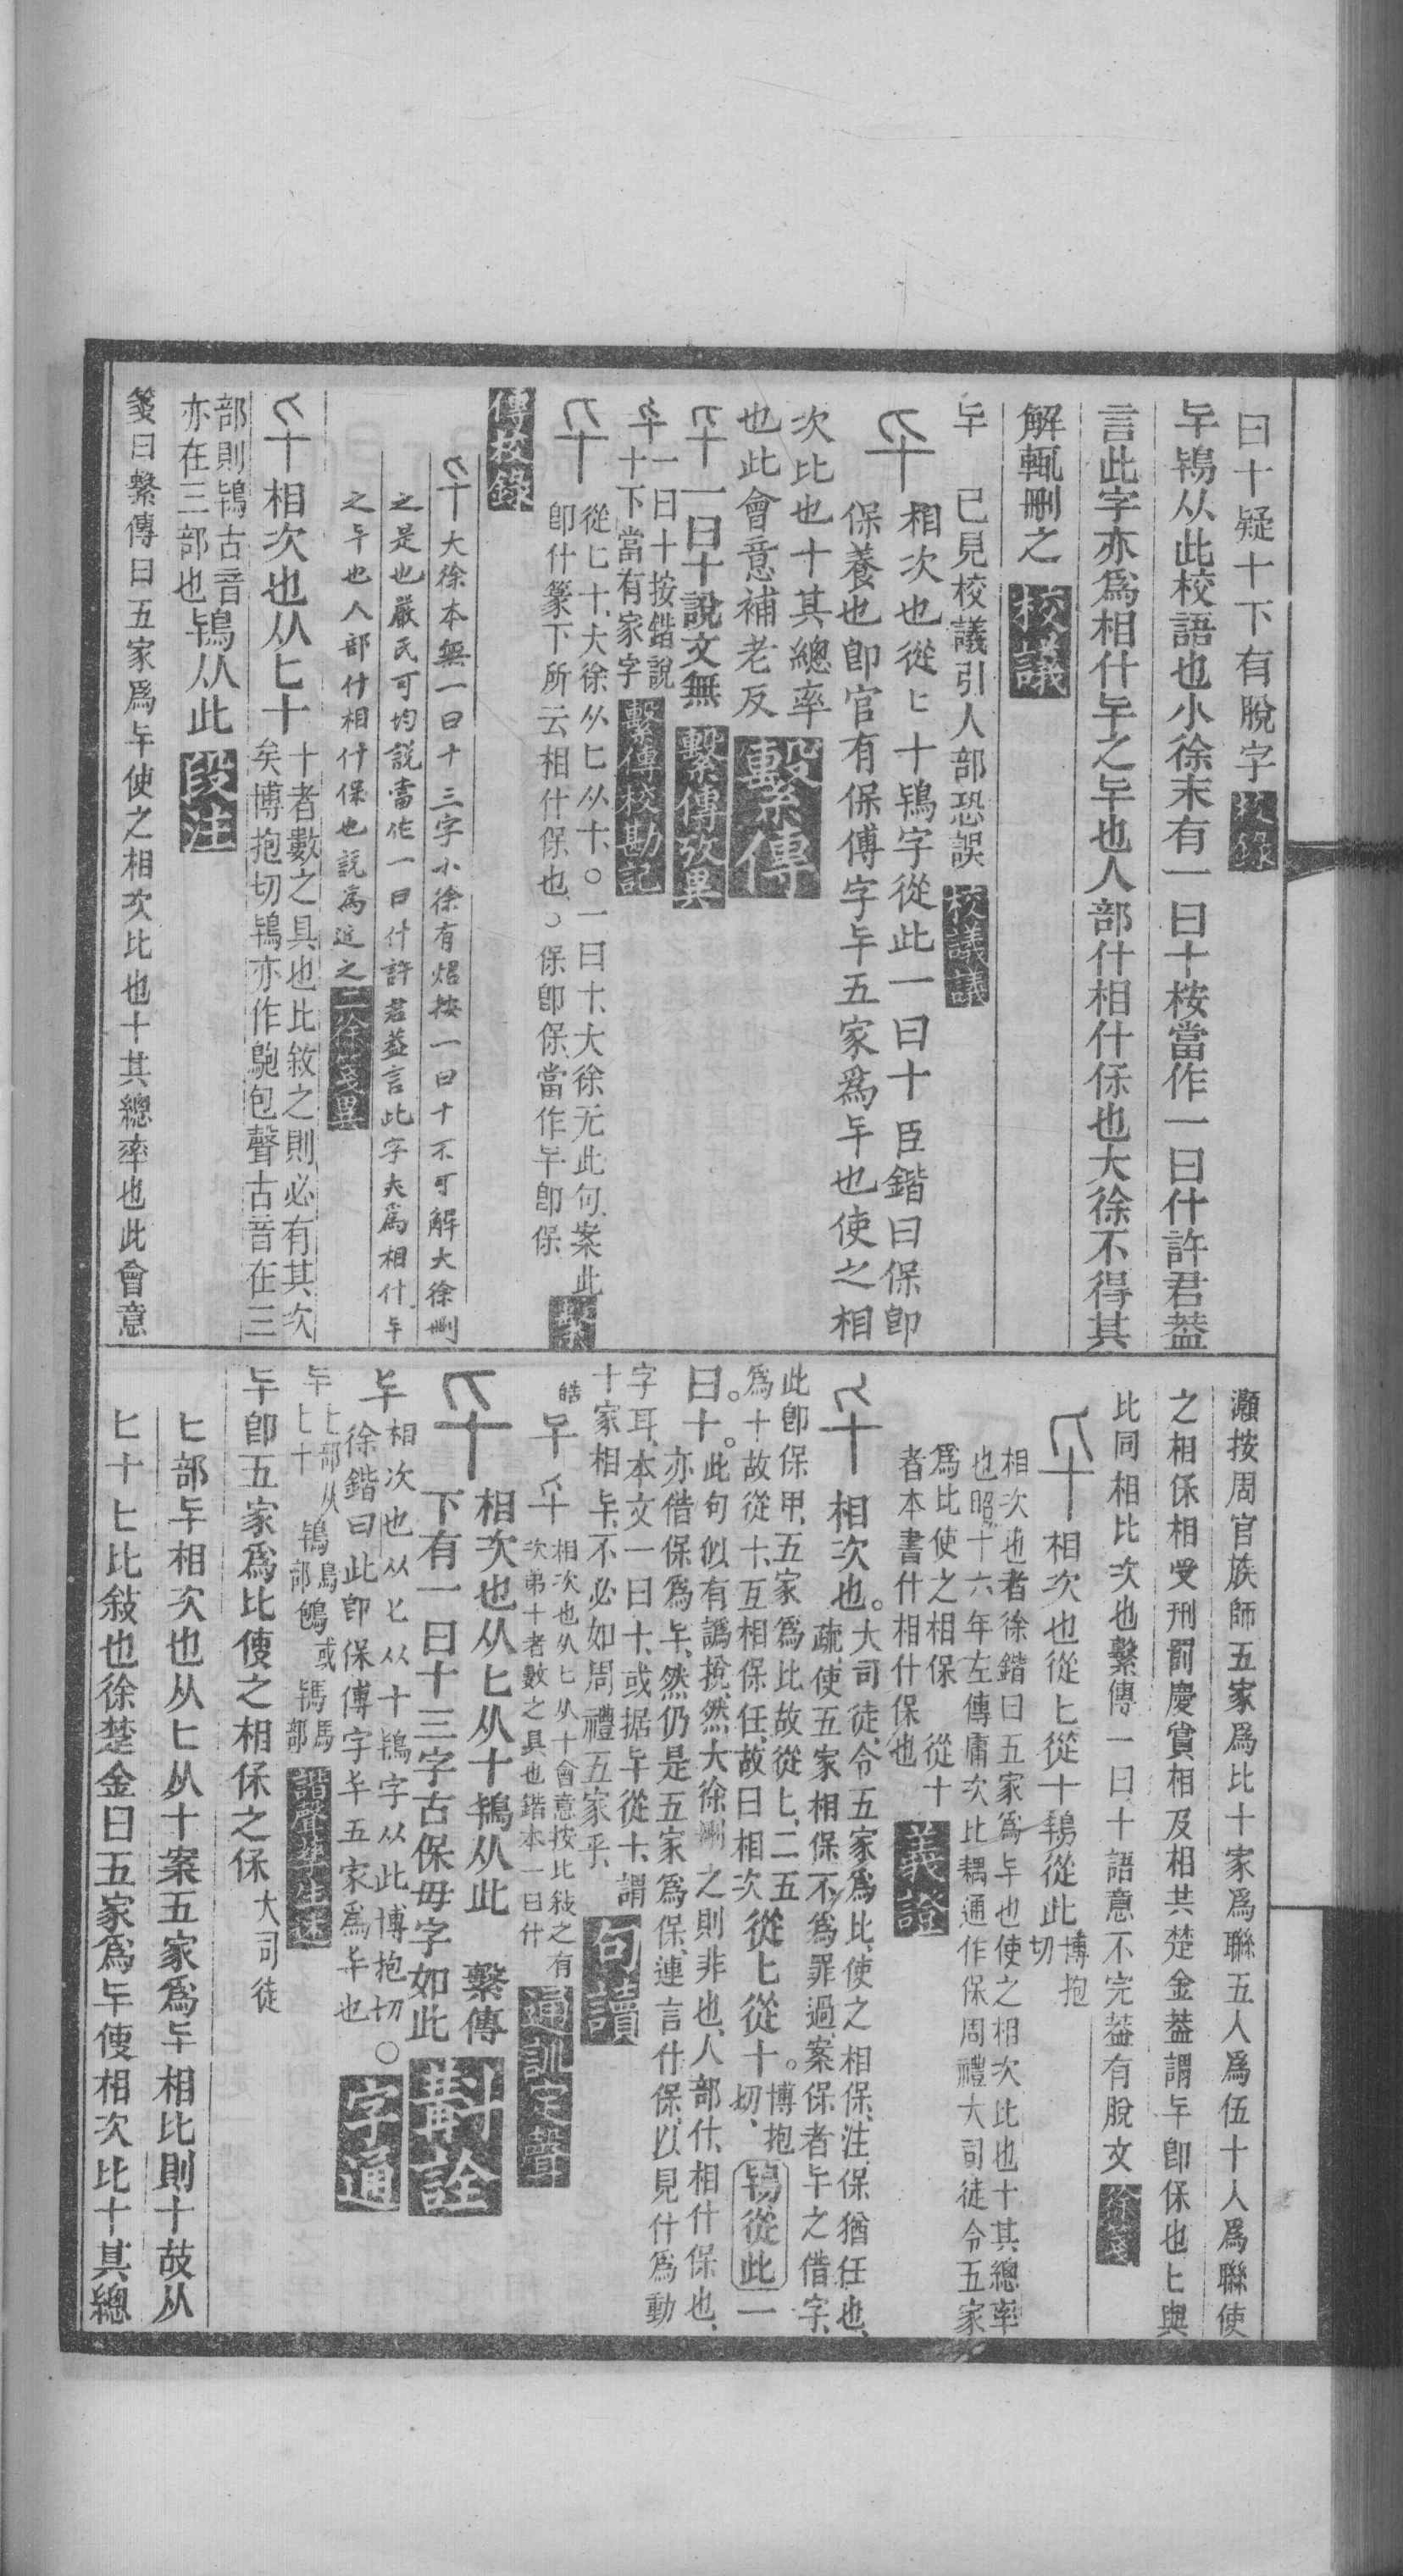 曰十疑十下有脫字校錄
𠤏鴇从此校語也小徐末有一曰十桉當作一曰什許君葢
言此字亦爲相什𠤏之𠤏也人部什相什保也大徐不得其
解輒刪之校議
𠤏 已見校議引人部恐誤校議議
𠤏 相次也從匕十鴇字從此一曰十臣鍇曰保卽
保養也卽官有保傅字𠤏五家爲𠤏也使之相
次比也十其總率
也此會意補老反繫傳
𠤏 一曰十說文無繫傳攷異
𠤏 一曰十按鍇說
十下當有家字繫傳校勘記
𠤏 從匕十、大徐从匕从十、○一曰十、大徐无此句、案此
卽什篆下所云相什保也、○保卽保、當作𠤏卽保
傳校錄
𠤏大徐本無一曰十三字小徐有炤按一曰十不可解大徐刪
之是也嚴氏可均說當作一曰什許君葢言此字夫爲相什𠤏
之𠤏也人部什相什保也説爲近之二徐箋異
𠤏 相次也从匕十十者數之具也比敘之則必有其次
矣博抱切鴇亦作鴇包聲古音在三
部則鴇古音
亦在三部也鴇从此段注
箋曰繫傳曰五家爲𠤏使之相次比也十其總率也此會意
灝按周官族師五家爲比十家爲聯五人爲伍十人爲聯使
之相保相受刑罰慶賞相及相共楚金葢謂𠤏卽保也匕與
比同相比次也繫傳一曰十語意不完葢有脫文徐箋
𠤏 相次也從匕從十鴇從此博抱
切
相次也者徐鍇曰五家爲𠤏也使之相次比也十其總率
也昭十六年左傳庸次比耦通作保周禮大司徒令五家
爲比使之相保 從十
者本書什相什保也義證
𠤏 相次也。大司徒、令五家爲比、使之相保、注、保猶任也、
疏、使五家相保、不爲罪過、案保者𠤏之借字、
此卽保甲、五家爲比故從匕、二五
爲十故從十、互相保任、故曰相次從匕從十。博抱
切、鴇從此一
曰。十。此句似有譌挩、然大徐刪之則非也、人部什、相什保也、
亦借保爲𠤏、然仍是五家爲保、連言什保、以見什爲動
字耳、本文一曰十、或据𠤏從十、謂
十家相𠤏、不必如周禮五家乎、句讀
皓𠤏 𠤏 相次也从匕从十會意按比敍之有
次弟十者數之具也鍇本一曰什通訓定聲
𠤏 相次也从匕从十鴇从此 繫傳
下有一曰十三字古保毋字如此斠詮
𠤏 相次也从匕从十鴇字从此博抱切○
徐鍇曰此卽保傅字𠤏五家爲𠤏也字通
𠤏 匕部从
匕十 鴇鳥
部鴇或 𩡧馬
部諧聲
𠤏卽五家爲比使之相保之保 大司徒
匕部𠤏相次也从匕从十案五家爲𠤏相比則十故从
匕十匕比敍也徐楚金曰五家爲𠤏使相次比十其總